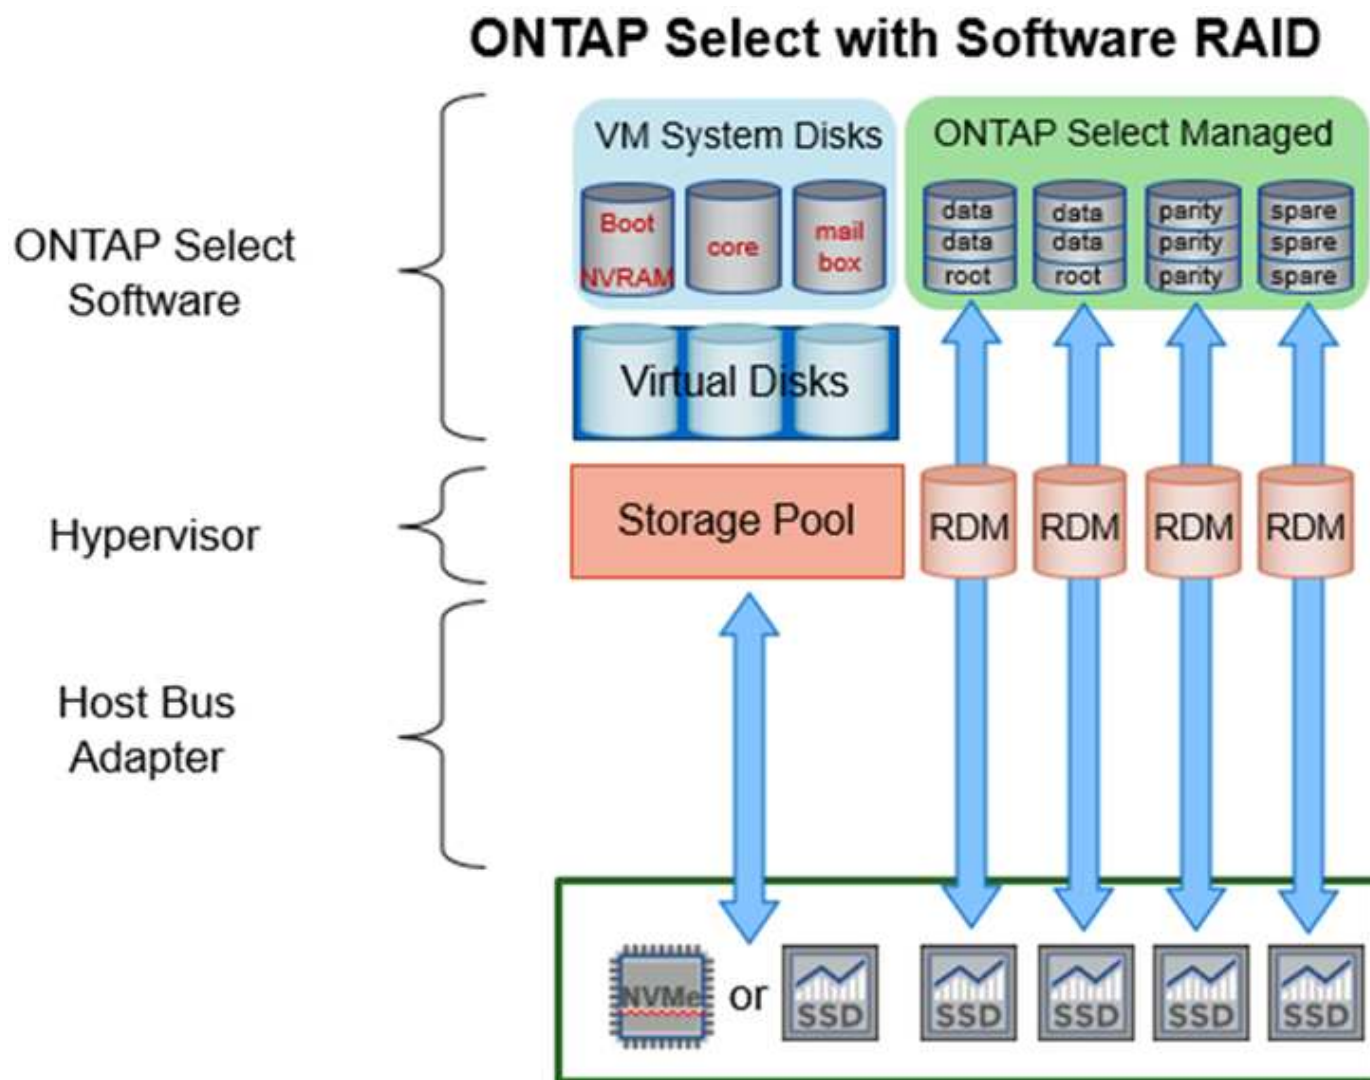 ONTAP Select with Software RAID
ONTAP Select
Software
VM System Disks
Boot
NVRAM
core
mail
box
ONTAP Select Managed
data
data
root
data
data
root
parity
parity
parity
spare
spare
spare
Virtual Disks
Hypervisor
Storage Pool
RDM
RDM
RDM
RDM
Host Bus
Adapter
NVMe
or
SSD
SSD
SSD
SSD
SSD